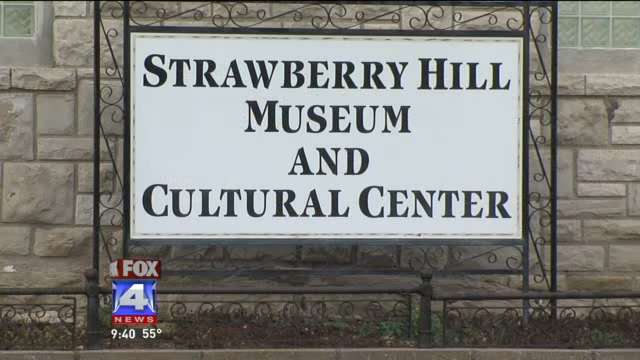 STRAWBERRY HILL
MUSEUM
AND
CULTURAL CENTER
FOX
4
NEWS
9:40 55°